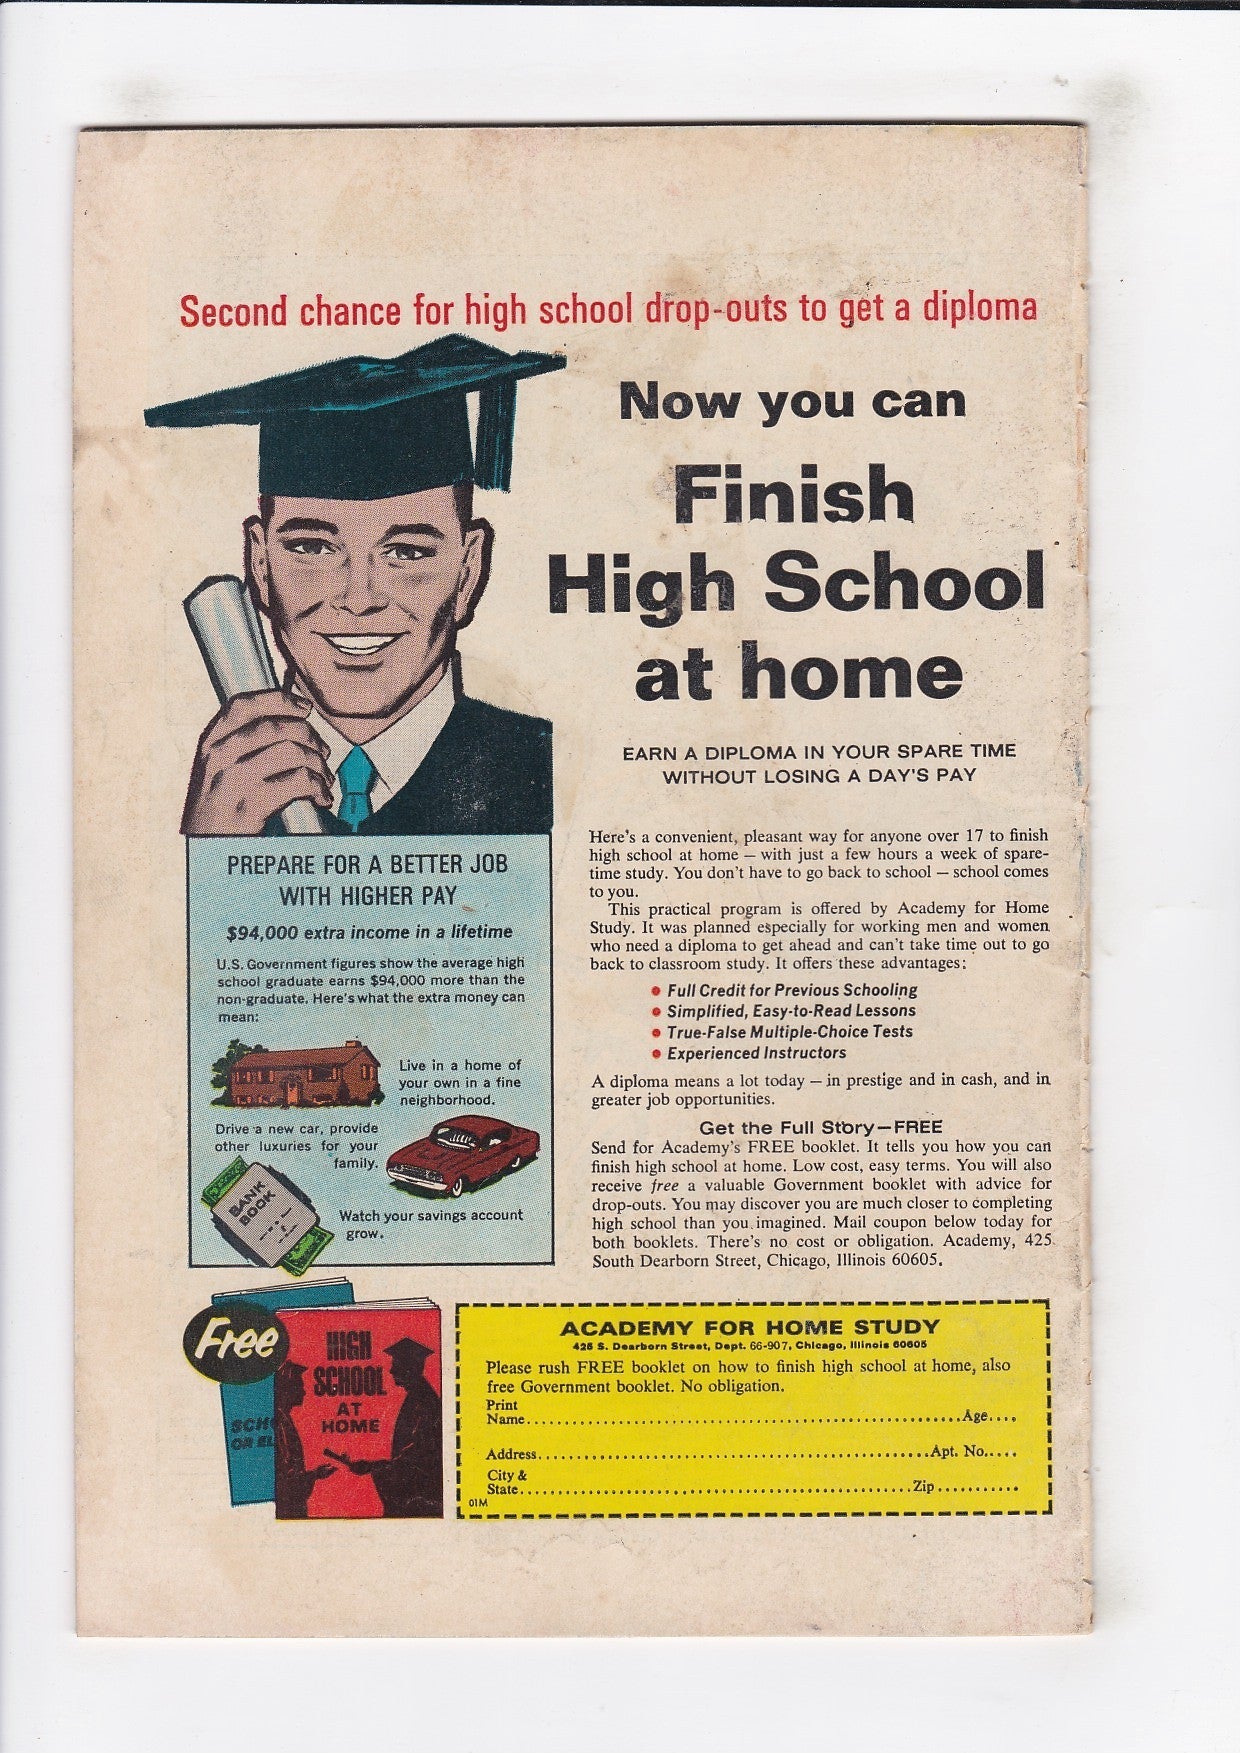 Second chance for high school drop-outs to get a diploma
Now you can
Finish
High School
at home
EARN A DIPLOMA IN YOUR SPARE TIME
WITHOUT LOSING A DAY'S PAY
PREPARE FOR A BETTER JOB
WITH HIGHER PAY
$94,000 extra income in a lifetime
U.S. Government figures show the average high
school graduate earns $94,000 more than the
non-graduate. Here's what the extra money can
mean:
Live in a home of
your own in a fine
neighborhood.
Drive a new car, provide
other luxuries for your
family.
BANK
BOOK
Watch your savings account
grow.
Here's a convenient, pleasant way for anyone over 17 to finish
high school at home — with just a few hours a week of spare-
time study. You don't have to go back to school — school comes
to you.
This practical program is offered by Academy for Home
Study. It was planned especially for working men and women
who need a diploma to get ahead and can't take time out to go
back to classroom study. It offers these advantages:
• Full Credit for Previous Schooling
• Simplified, Easy-to-Read Lessons
• True-False Multiple-Choice Tests
• Experienced Instructors
A diploma means a lot today — in prestige and in cash, and in
greater job opportunities.
Get the Full Story—FREE
Send for Academy's FREE booklet. It tells you how you can
finish high school at home. Low cost, easy terms. You will also
receive free a valuable Government booklet with advice for
drop-outs. You may discover you are much closer to completing
high school than you imagined. Mail coupon below today for
both booklets. There's no cost or obligation. Academy, 425
South Dearborn Street, Chicago, Illinois 60605.
Free
HIGH
SCHOOL
AT
HOME
SCH
OR EL
ACADEMY FOR HOME STUDY
425 S. Dearborn Street, Dept. 66-907, Chicago, Illinois 60605
Please rush FREE booklet on how to finish high school at home, also
free Government booklet. No obligation.
Print
Name Age
Address Apt. No.
City &
State Zip
01M